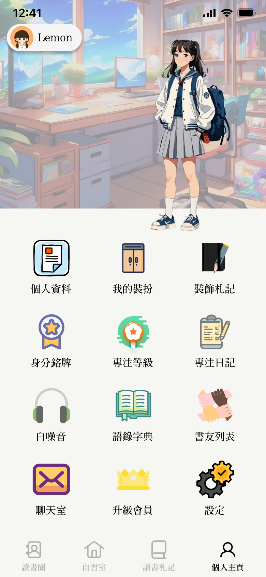 12:41
Lemon
個人資料
我的裝扮
裝飾札記
身分銘牌
專注等級
專注日記
白噪音
語錄字典
書友列表
聊天室
升級會員
設定
讀書圈
自習室
讀書札記
個人主頁